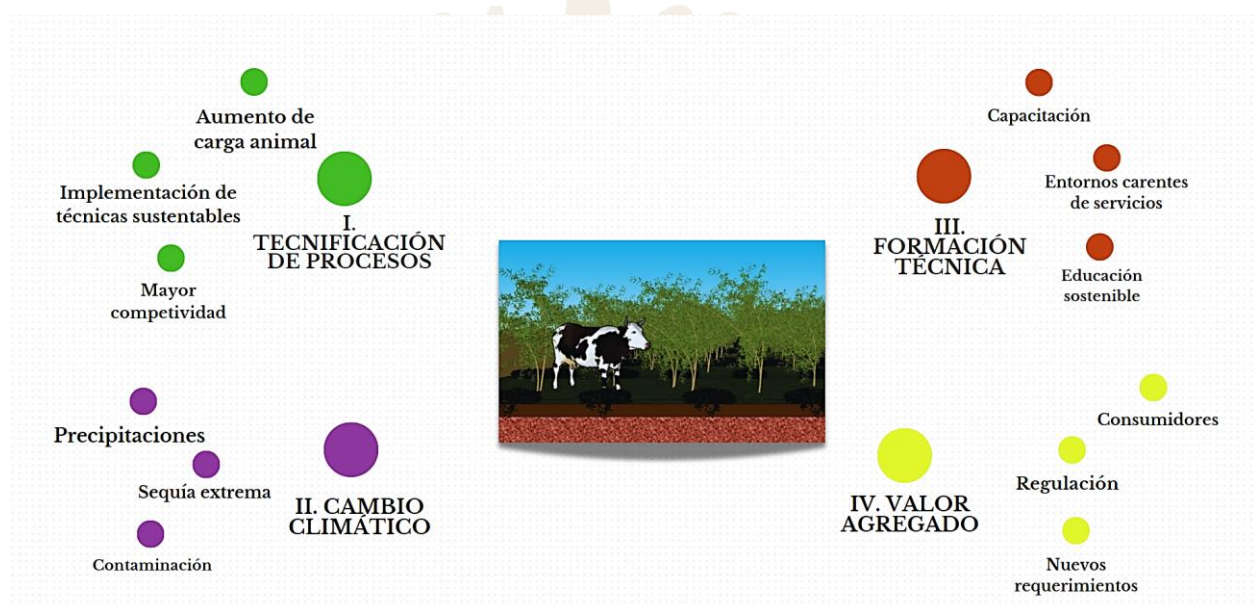 Aumento de
carga animal
Implementación de
técnicas sustentables
Mayor
competividad
I.
TECNIFICACIÓN
DE PROCESOS
Precipitaciones
Sequía extrema
Contaminación
II. CAMBIO
CLIMÁTICO
Capacitación
Entornos carentes
de servicios
Educación
sostenible
III.
FORMACIÓN
TÉCNICA
Consumidores
Regulación
Nuevos
requerimientos
IV. VALOR
AGREGADO